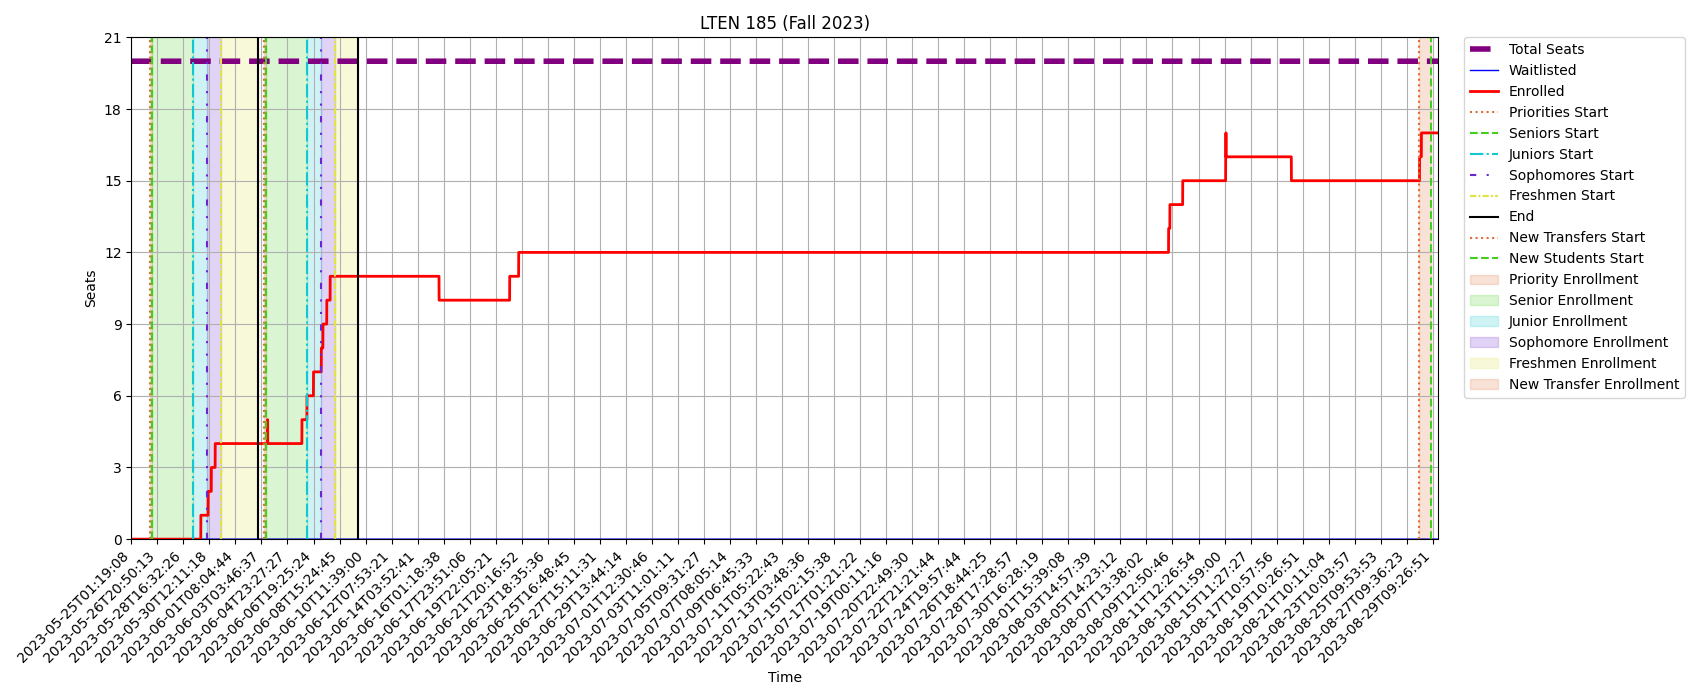 LTEN 185 (Fall 2023)
21
18
15
12
9
6
3
0
Seats
2023-05-25T01:19:08
2023-05-26T20:50:13
2023-05-28T16:32:26
2023-05-30T12:11:18
2023-06-01T08:04:44
2023-06-03T03:46:37
2023-06-04T23:27:27
2023-06-06T19:25:24
2023-06-08T15:24:45
2023-06-10T11:39:00
2023-06-12T07:53:21
2023-06-14T03:52:41
2023-06-16T01:18:38
2023-06-17T23:51:06
2023-06-19T22:05:21
2023-06-21T20:16:52
2023-06-23T18:35:36
2023-06-25T16:48:45
2023-06-27T15:11:31
2023-06-29T13:44:14
2023-07-01T12:30:46
2023-07-03T11:01:11
2023-07-05T09:31:27
2023-07-07T08:05:14
2023-07-09T06:45:33
2023-07-11T05:22:43
2023-07-13T03:48:36
2023-07-15T02:15:38
2023-07-17T01:21:22
2023-07-19T00:11:16
2023-07-20T22:49:30
2023-07-22T21:21:44
2023-07-24T19:57:44
2023-07-26T18:44:25
2023-07-28T17:28:57
2023-07-30T16:28:19
2023-08-01T15:39:08
2023-08-03T14:57:39
2023-08-05T14:23:12
2023-08-07T13:38:02
2023-08-09T12:50:46
2023-08-11T12:26:54
2023-08-13T11:59:00
2023-08-15T11:27:27
2023-08-17T10:57:56
2023-08-19T10:26:51
2023-08-21T10:11:04
2023-08-23T10:03:57
2023-08-25T09:53:53
2023-08-27T09:36:23
2023-08-29T09:26:51
Time
Total Seats
Waitlisted
Enrolled
Priorities Start
Seniors Start
Juniors Start
Sophomores Start
Freshmen Start
End
New Transfers Start
New Students Start
Priority Enrollment
Senior Enrollment
Junior Enrollment
Sophomore Enrollment
Freshmen Enrollment
New Transfer Enrollment